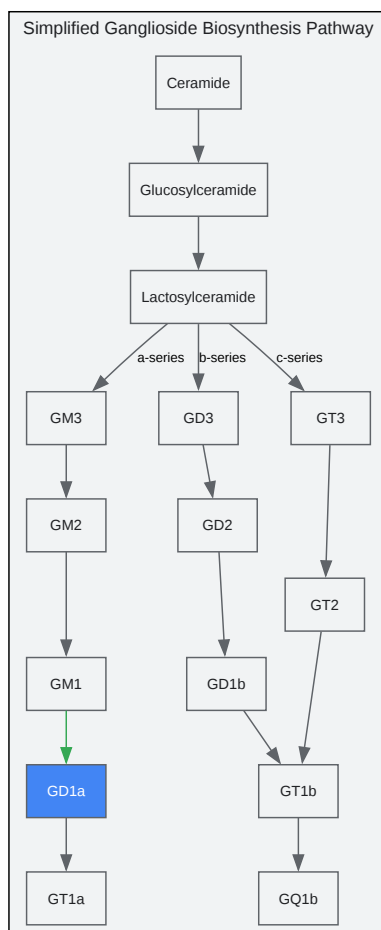 Simplified Ganglioside Biosynthesis Pathway
Ceramide
Glucosylceramide
Lactosylceramide
a-series
b-series
c-series
GM3
GD3
GT3
GM2
GD2
GT2
GM1
GD1b
GD1a
GT1b
GT1a
GQ1b